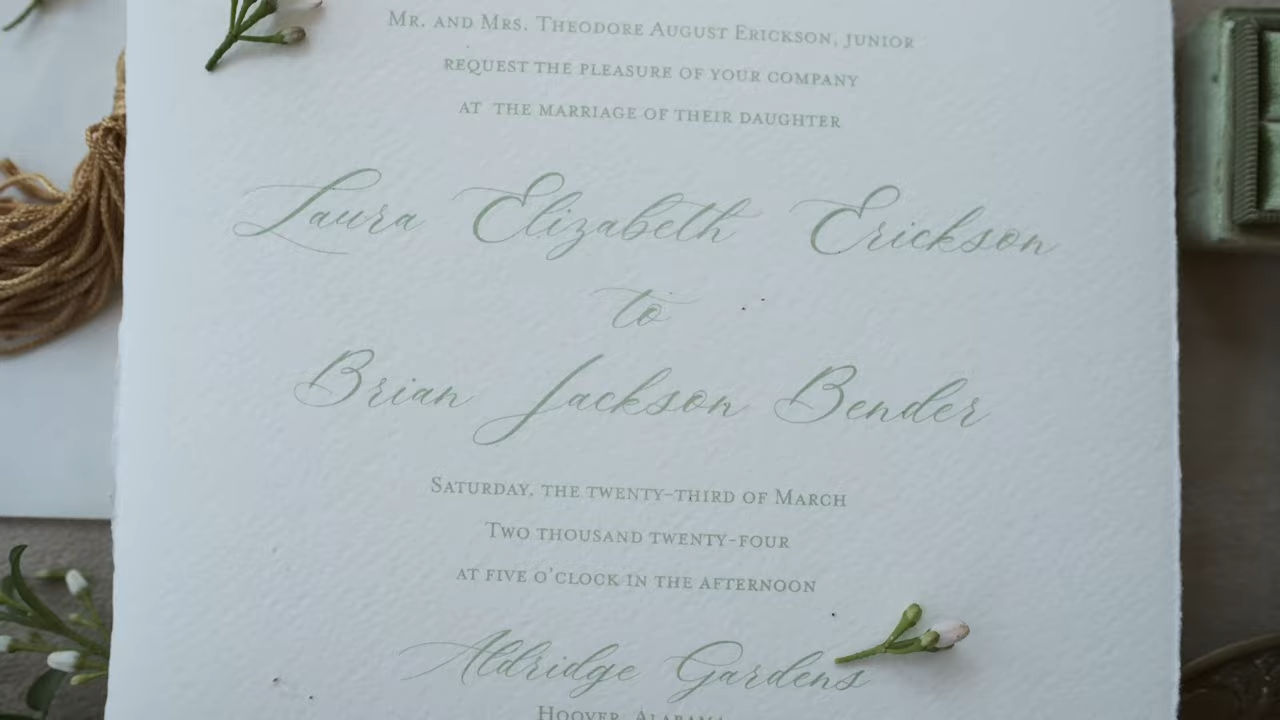 Mr. and Mrs. Theodore August Erickson, junior
request the pleasure of your company
at the marriage of their daughter
Laura Elizabeth Erickson
to
Brian Jackson Bender
Saturday, the twenty-third of March
Two thousand twenty-four
at five o'clock in the afternoon
Aldridge Gardens
Hoover, Alabama